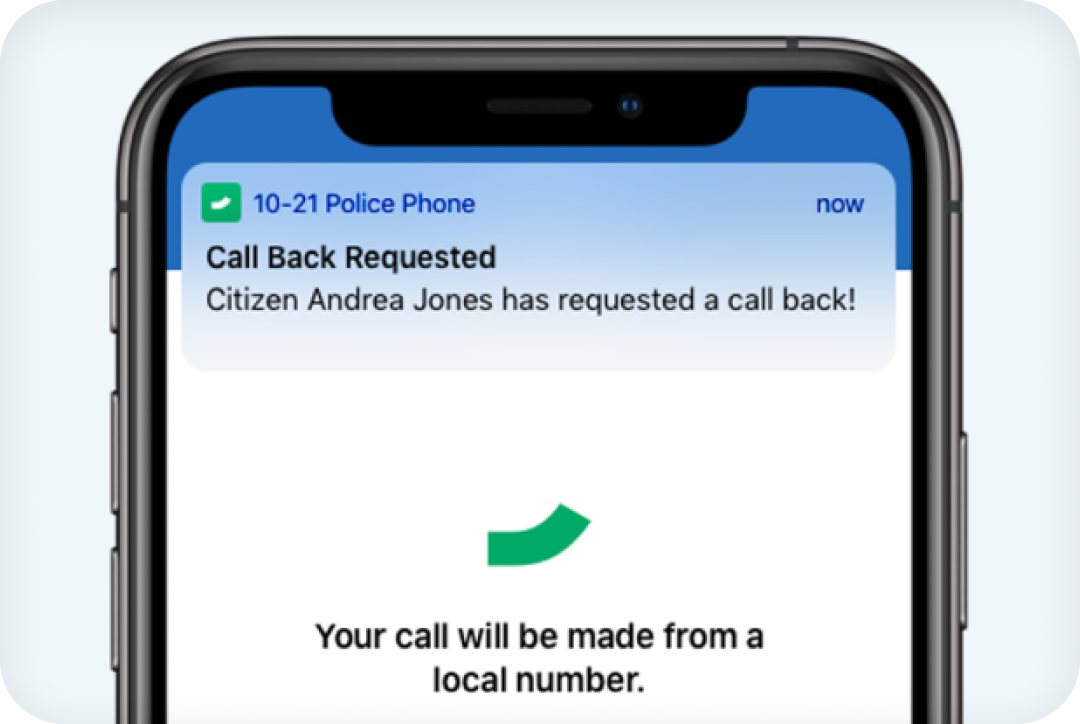 10-21 Police Phone now
Call Back Requested
Citizen Andrea Jones has requested a call back!
Your call will be made from a
local number.